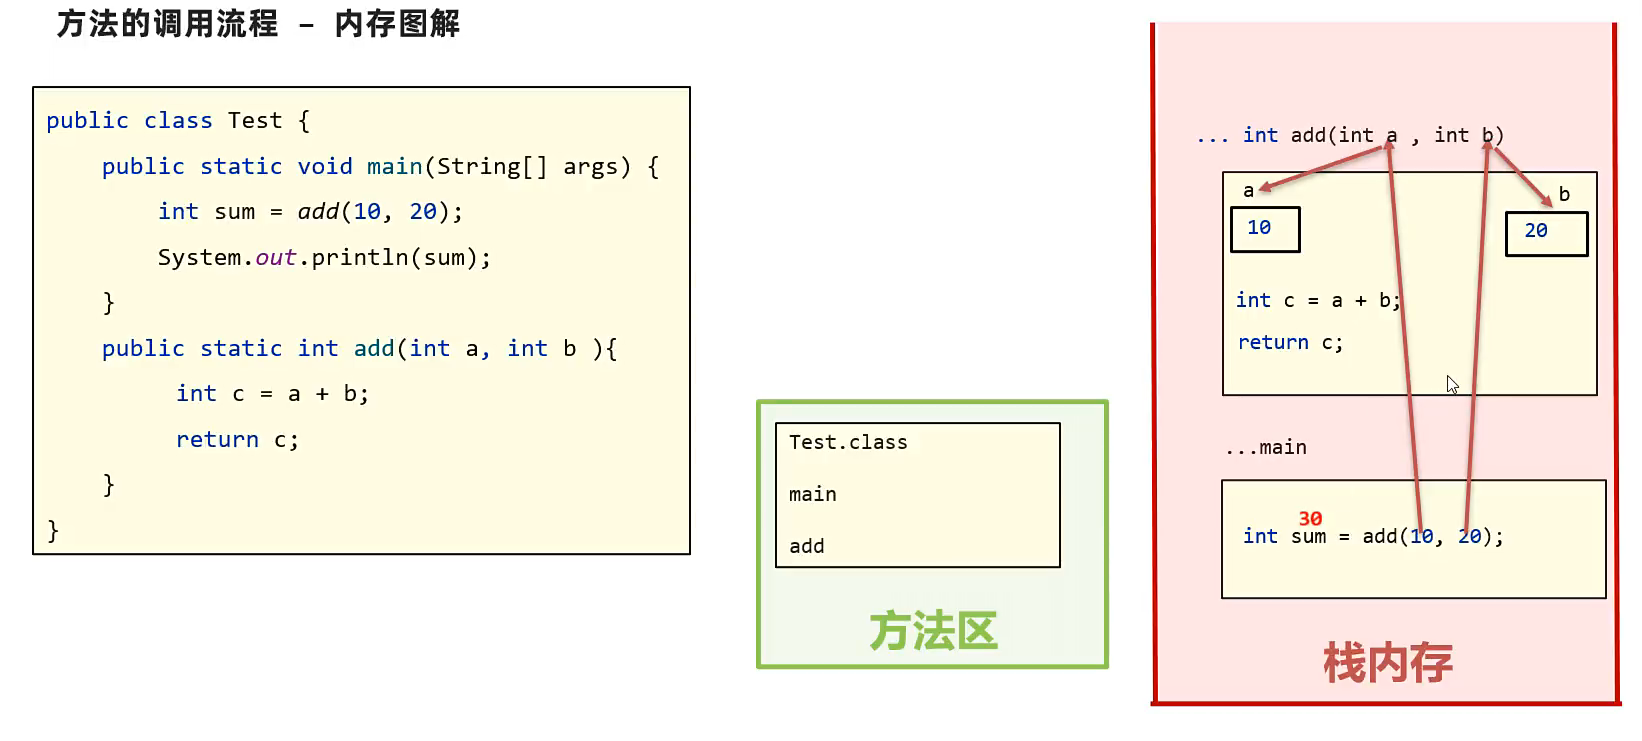 方法的调用流程 – 内存图解
public class Test {
public static void main(String[] args) {
int sum = add(10, 20);
System.out.println(sum);
}
public static int add(int a, int b ){
int c = a + b;
return c;
}
}
Test.class
main
add
方法区
... int add(int a , int b)
a
b
10
20
int c = a + b;
return c;
...main
30
int sum = add(10, 20);
栈内存